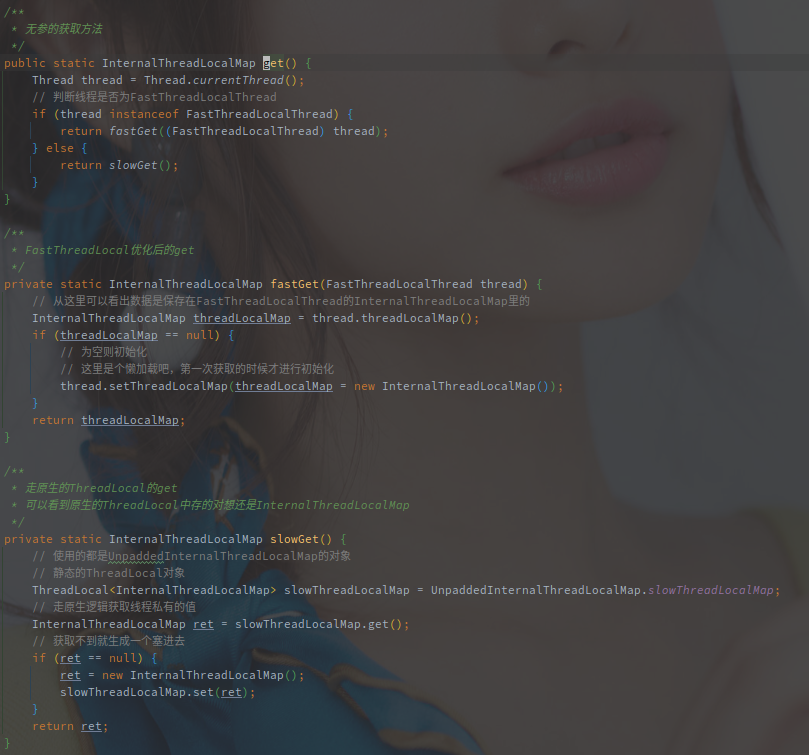 /**
 * 无参的获取方法
 */
public static InternalThreadLocalMap get() {
    Thread thread = Thread.currentThread();
    // 判断线程是否为FastThreadLocalThread
    if (thread instanceof FastThreadLocalThread) {
        return fastGet((FastThreadLocalThread) thread);
    } else {
        return slowGet();
    }
}
/**
 * FastThreadLocal优化后的get
 */
private static InternalThreadLocalMap fastGet(FastThreadLocalThread thread) {
    // 从这里可以看出数据是保存在FastThreadLocalThread的InternalThreadLocalMap里的
    InternalThreadLocalMap threadLocalMap = thread.threadLocalMap();
    if (threadLocalMap == null) {
        // 为空则初始化
        // 这里是个懒加载吧，第一次获取的时候才进行初始化
        thread.setThreadLocalMap(threadLocalMap = new InternalThreadLocalMap());
    }
    return threadLocalMap;
}
/**
 * 走原生的ThreadLocal的get
 * 可以看到原生的ThreadLocal中存的对想还是InternalThreadLocalMap
 */
private static InternalThreadLocalMap slowGet() {
    // 使用的都是UnpaddedInternalThreadLocalMap的对象
    // 静态的ThreadLocal对象
    ThreadLocal<InternalThreadLocalMap> slowThreadLocalMap = UnpaddedInternalThreadLocalMap.slowThreadLocalMap;
    // 走原生逻辑获取线程私有的值
    InternalThreadLocalMap ret = slowThreadLocalMap.get();
    // 获取不到就生成一个塞进去
    if (ret == null) {
        ret = new InternalThreadLocalMap();
        slowThreadLocalMap.set(ret);
    }
    return ret;
}